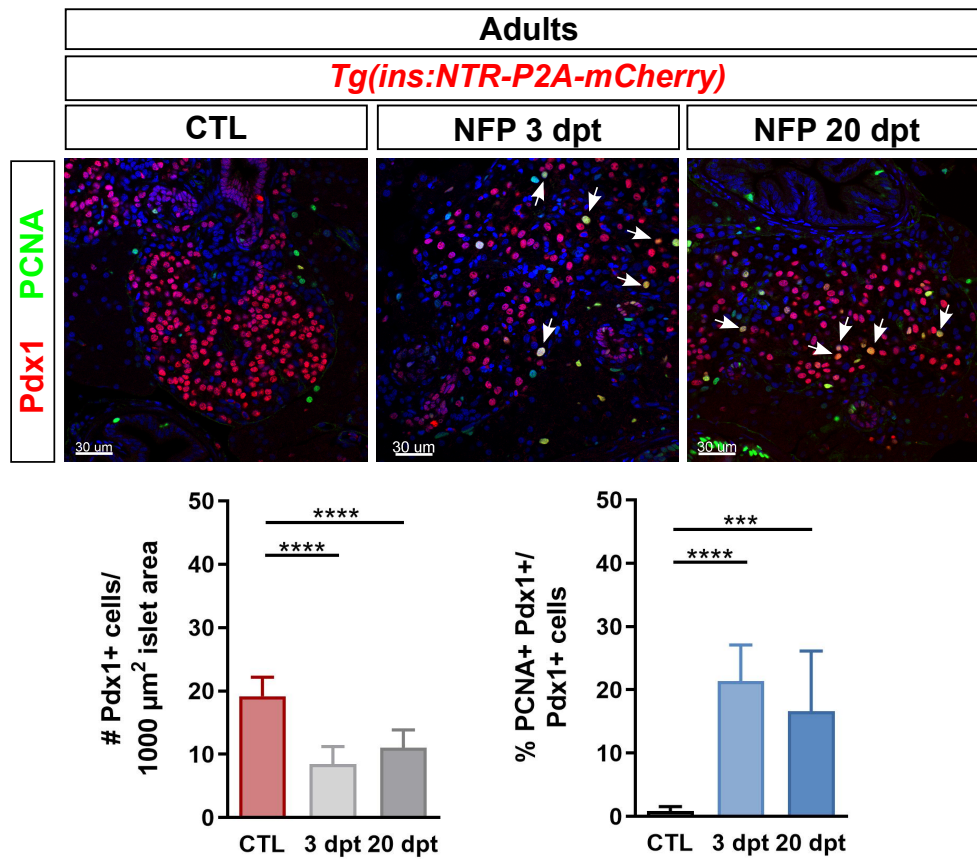 Adults
Tg(ins:NTR-P2A-mCherry)
CTL
NFP 3 dpt
NFP 20 dpt
Pdx1 PCNA
30 um
30 um
30 um
# Pdx1+ cells/
1000 µm² islet area
50
40
30
20
10
0
****
****
CTL
3 dpt
20 dpt
% PCNA+ Pdx1+/
Pdx1+ cells
50
40
30
20
10
0
***
****
CTL
3 dpt
20 dpt